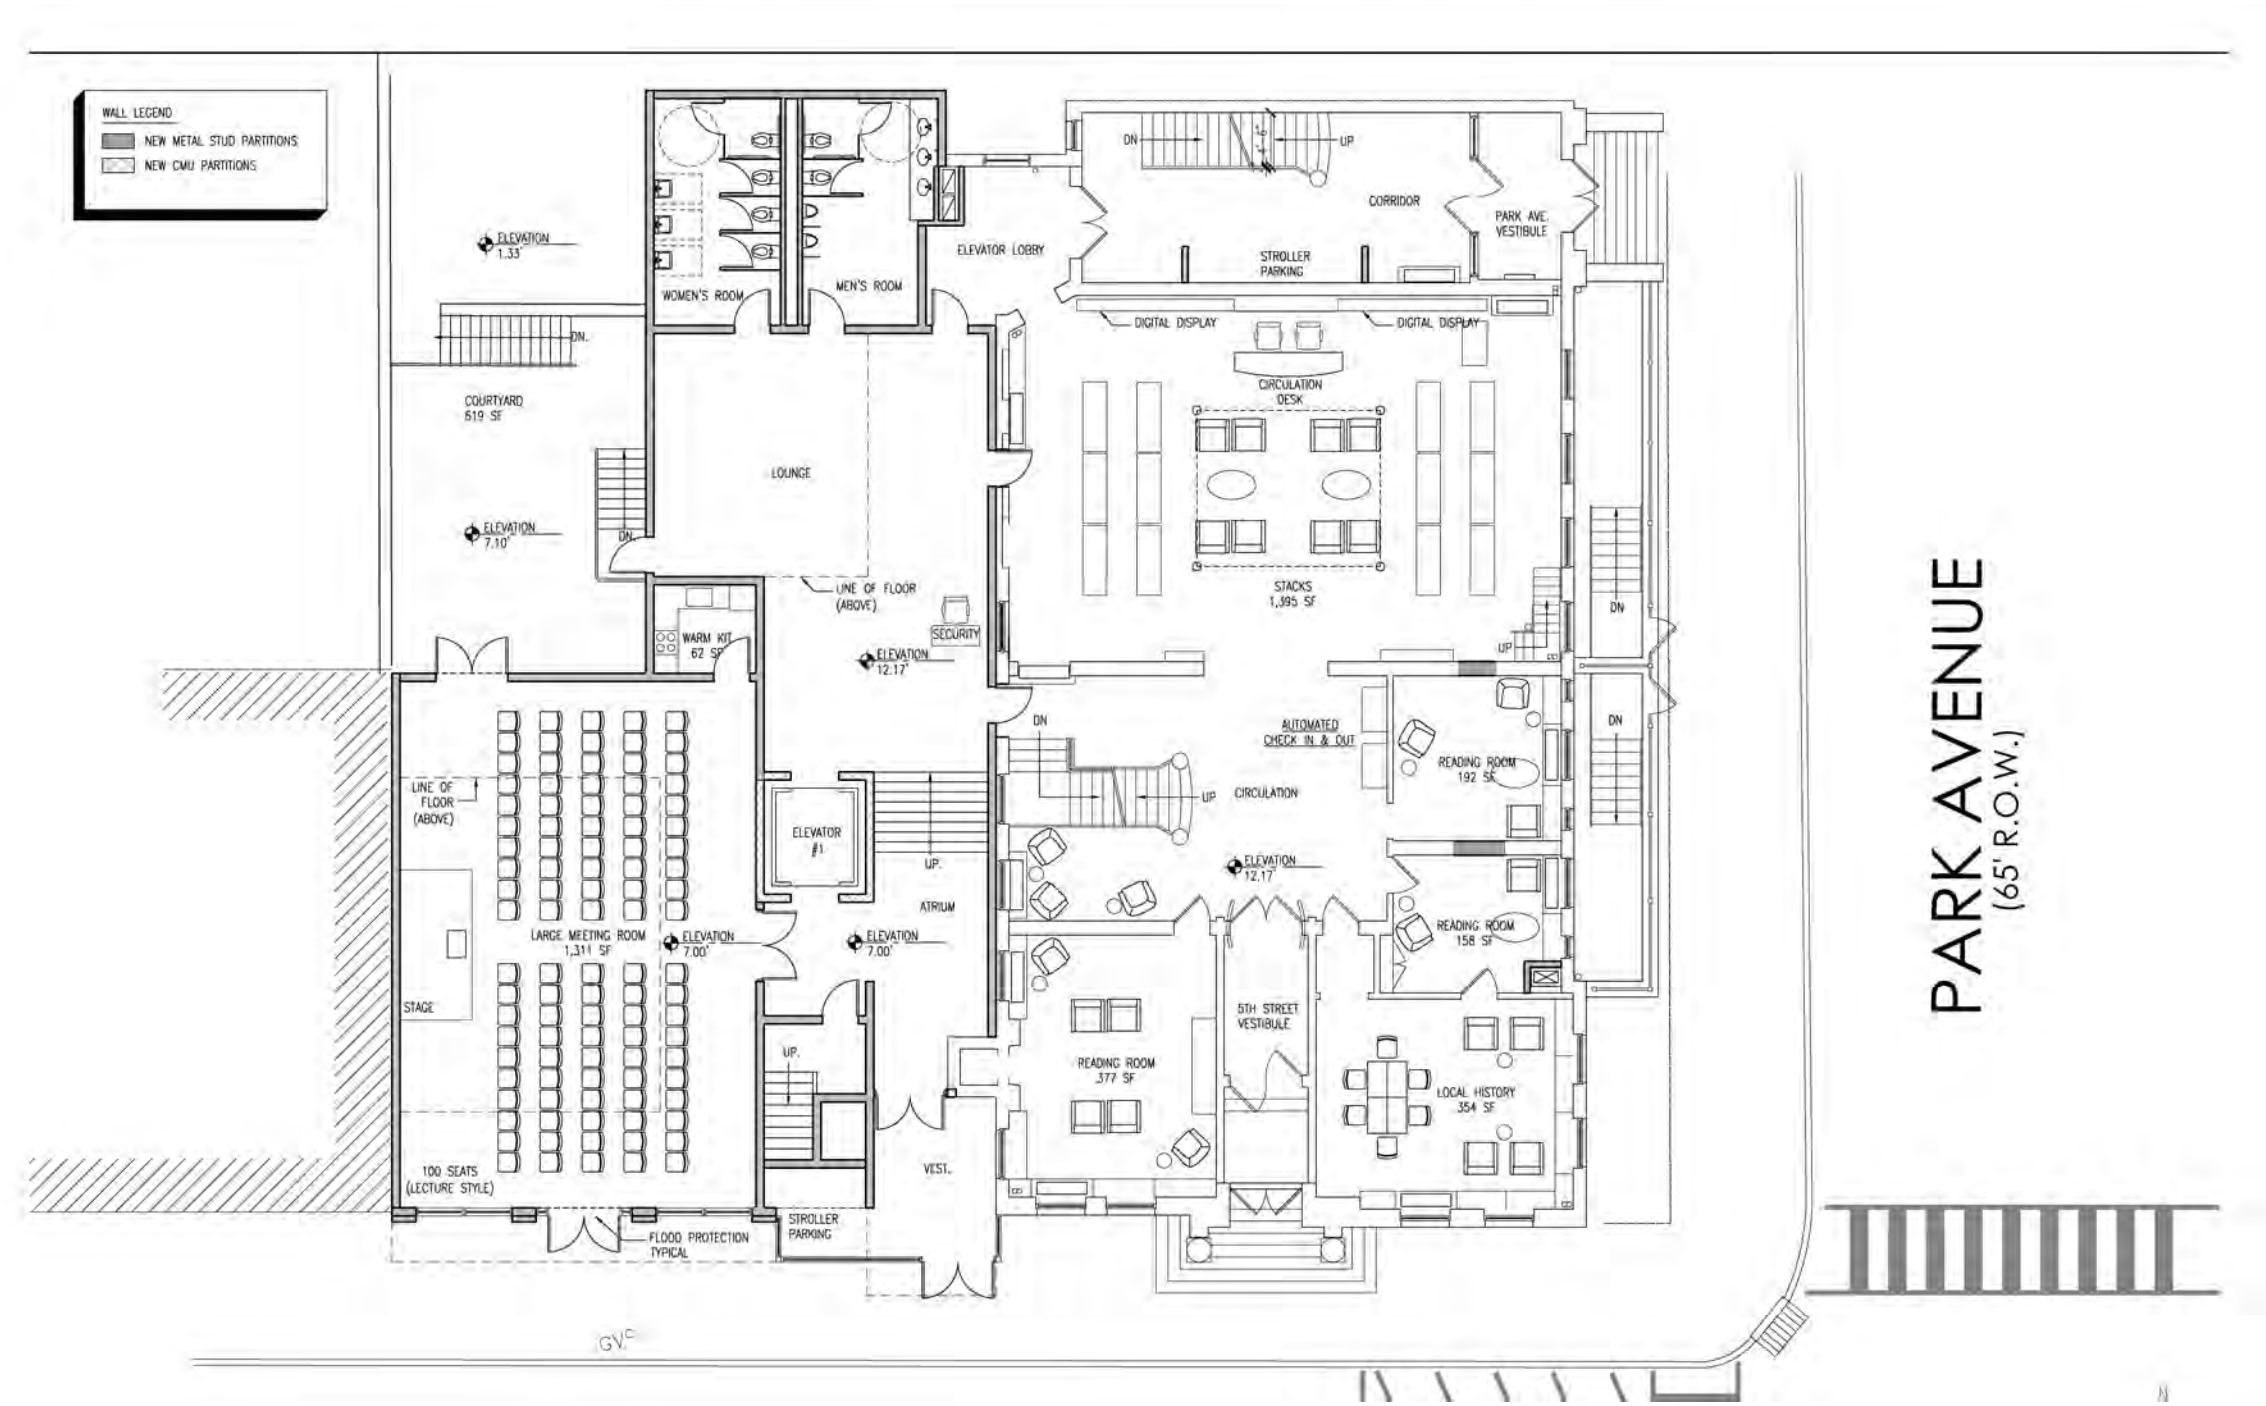 WALL LEGEND
NEW METAL STUD PARTITIONS
NEW CMU PARTITIONS
ELEVATION
1.33'
DN.
COURTYARD
619 SF
ELEVATION
7.10'
DN.
WOMEN'S ROOM
MEN'S ROOM
ELEVATOR LOBBY
DN
4'-6"
UP
CORRIDOR
PARK AVE.
VESTIBULE
STROLLER
PARKING
DIGITAL DISPLAY
DIGITAL DISPLAY
CIRCULATION
DESK
LOUNGE
LINE OF FLOOR
(ABOVE)
SECURITY
WARM KIT
62 SF
ELEVATION
12.17'
STACKS
1,395 SF
UP
DN
DN
DN
AUTOMATED
CHECK IN & OUT
READING ROOM
192 SF
LINE OF
FLOOR
(ABOVE)
ELEVATOR
#1
UP.
UP
CIRCULATION
ELEVATION
12.17'
ATRIUM
READING ROOM
158 SF
LARGE MEETING ROOM
1,311 SF
ELEVATION
7.00'
ELEVATION
7.00'
STAGE
UP.
5TH STREET
VESTIBULE
READING ROOM
377 SF
LOCAL HISTORY
354 SF
100 SEATS
(LECTURE STYLE)
VEST.
STROLLER
PARKING
FLOOD PROTECTION
TYPICAL
PARK AVENUE
(65' R.O.W.)
GVC
N